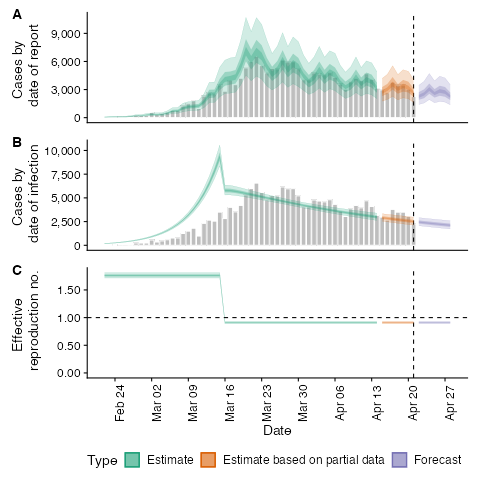 A
Cases by
date of report
9,000
6,000
3,000
0
B
Cases by
date of infection
10,000
7,500
5,000
2,500
0
C
Effective
reproduction no.
1.50
1.00
0.50
0.00
Feb 24
Mar 02
Mar 09
Mar 16
Mar 23
Mar 30
Apr 06
Apr 13
Apr 20
Apr 27
Date
Type Estimate Estimate based on partial data Forecast